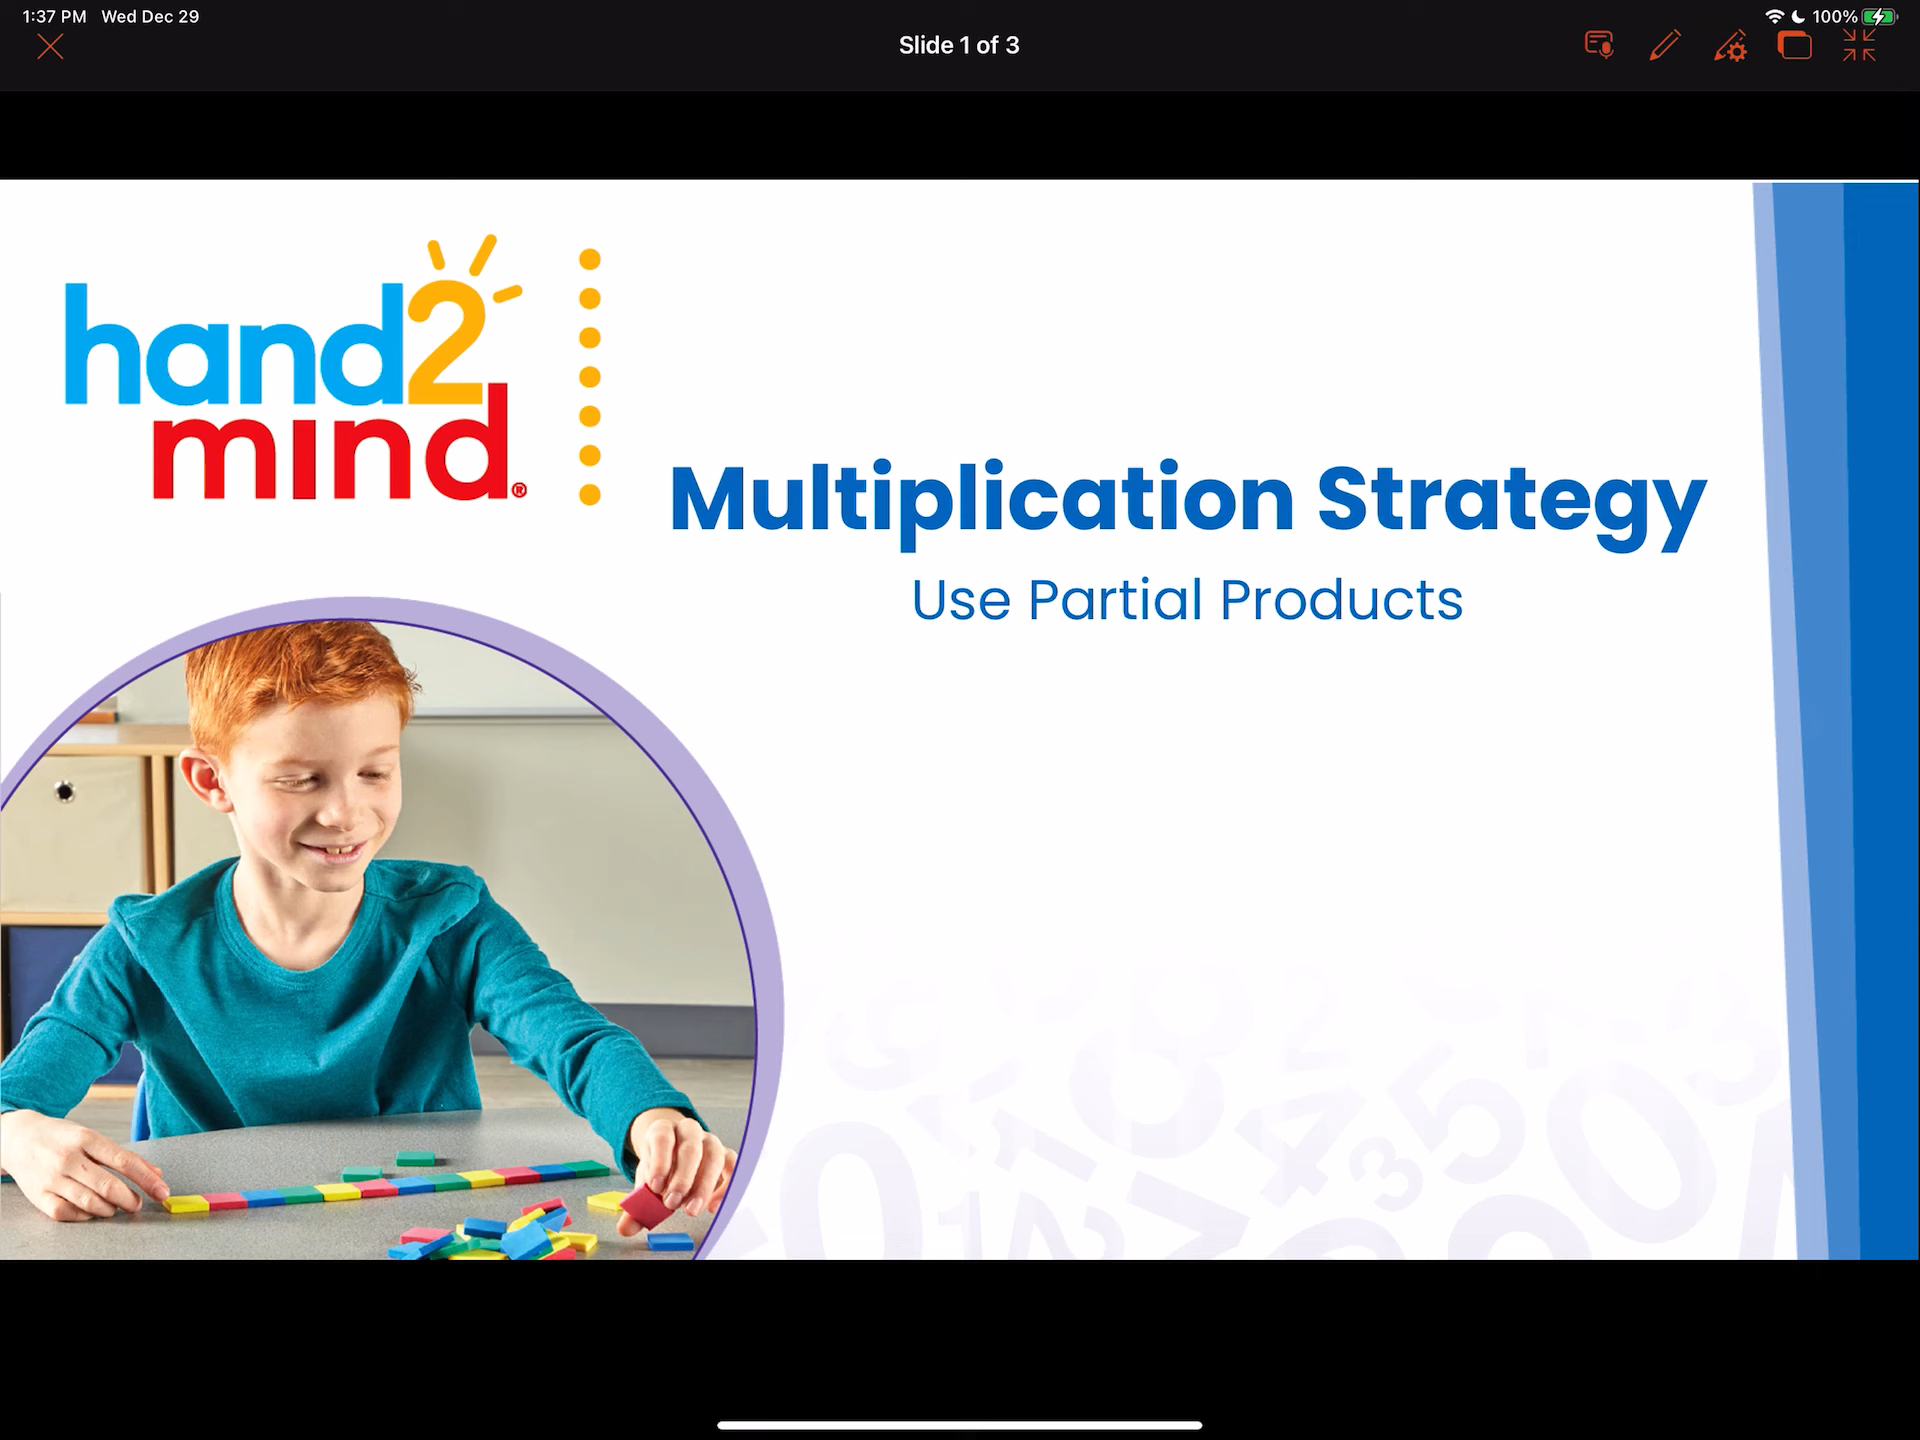 1:37 PM Wed Dec 29
100%
Slide 1 of 3
hand2
mind®
Multiplication Strategy
Use Partial Products